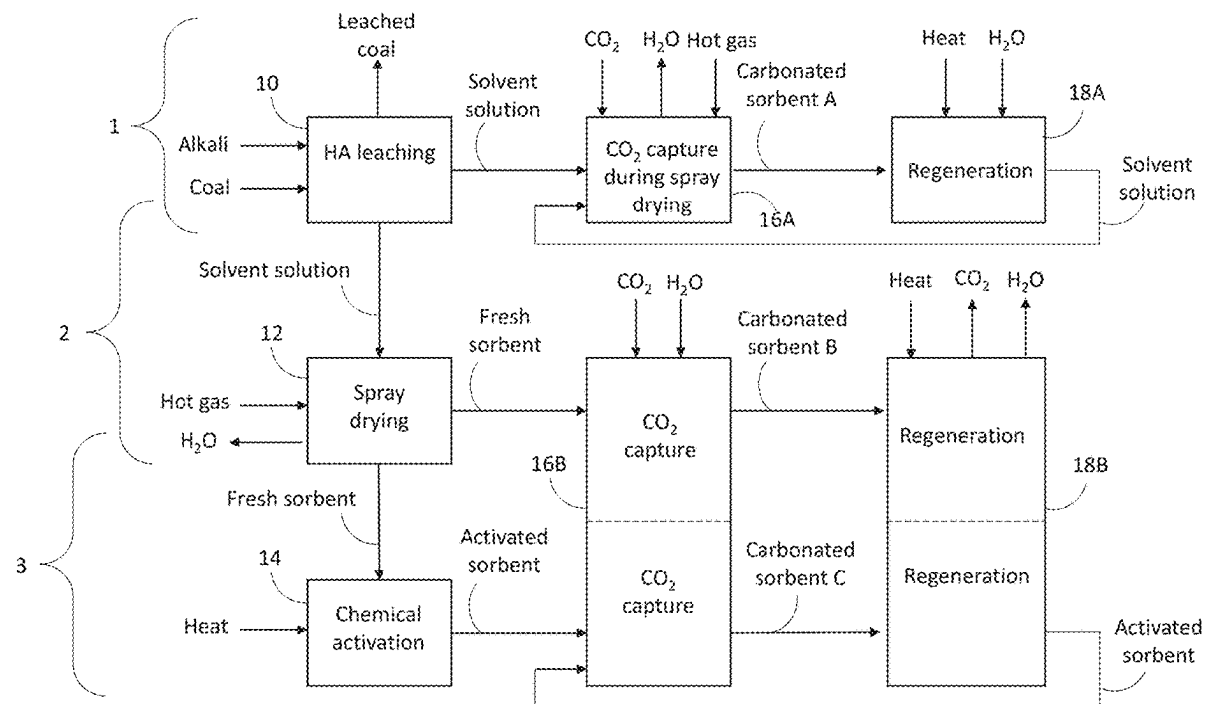 Leached
coal
CO₂
H₂O
Hot gas
Heat
H₂O
1
10
Solvent
solution
Carbonated
sorbent A
18A
Alkali
Coal
HA leaching
CO₂ capture
during spray
drying
16A
Regeneration
Solvent
solution
Solvent solution
2
12
Fresh
sorbent
CO₂
H₂O
Carbonated
sorbent B
Heat
CO₂
H₂O
Hot gas
H₂O
Spray
drying
CO₂
capture
16B
Regeneration
18B
Fresh sorbent
3
14
Activated
sorbent
Carbonated
sorbent C
Heat
Chemical
activation
CO₂
capture
Regeneration
Activated
sorbent